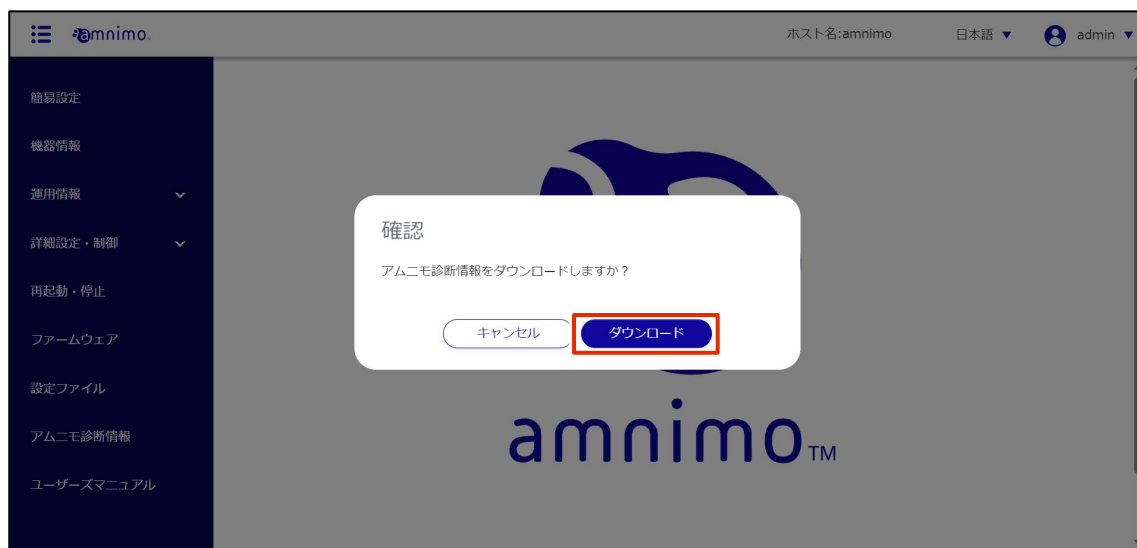 amnimo
ホスト名:amnimo
日本語 ▼
admin ▼
簡易設定
機器情報
運用情報
詳細設定・制御
再起動・停止
ファームウェア
設定ファイル
アムニモ診断情報
ユーザーズマニュアル
確認
アムニモ診断情報をダウンロードしますか？
キャンセル
ダウンロード
amnimo TM